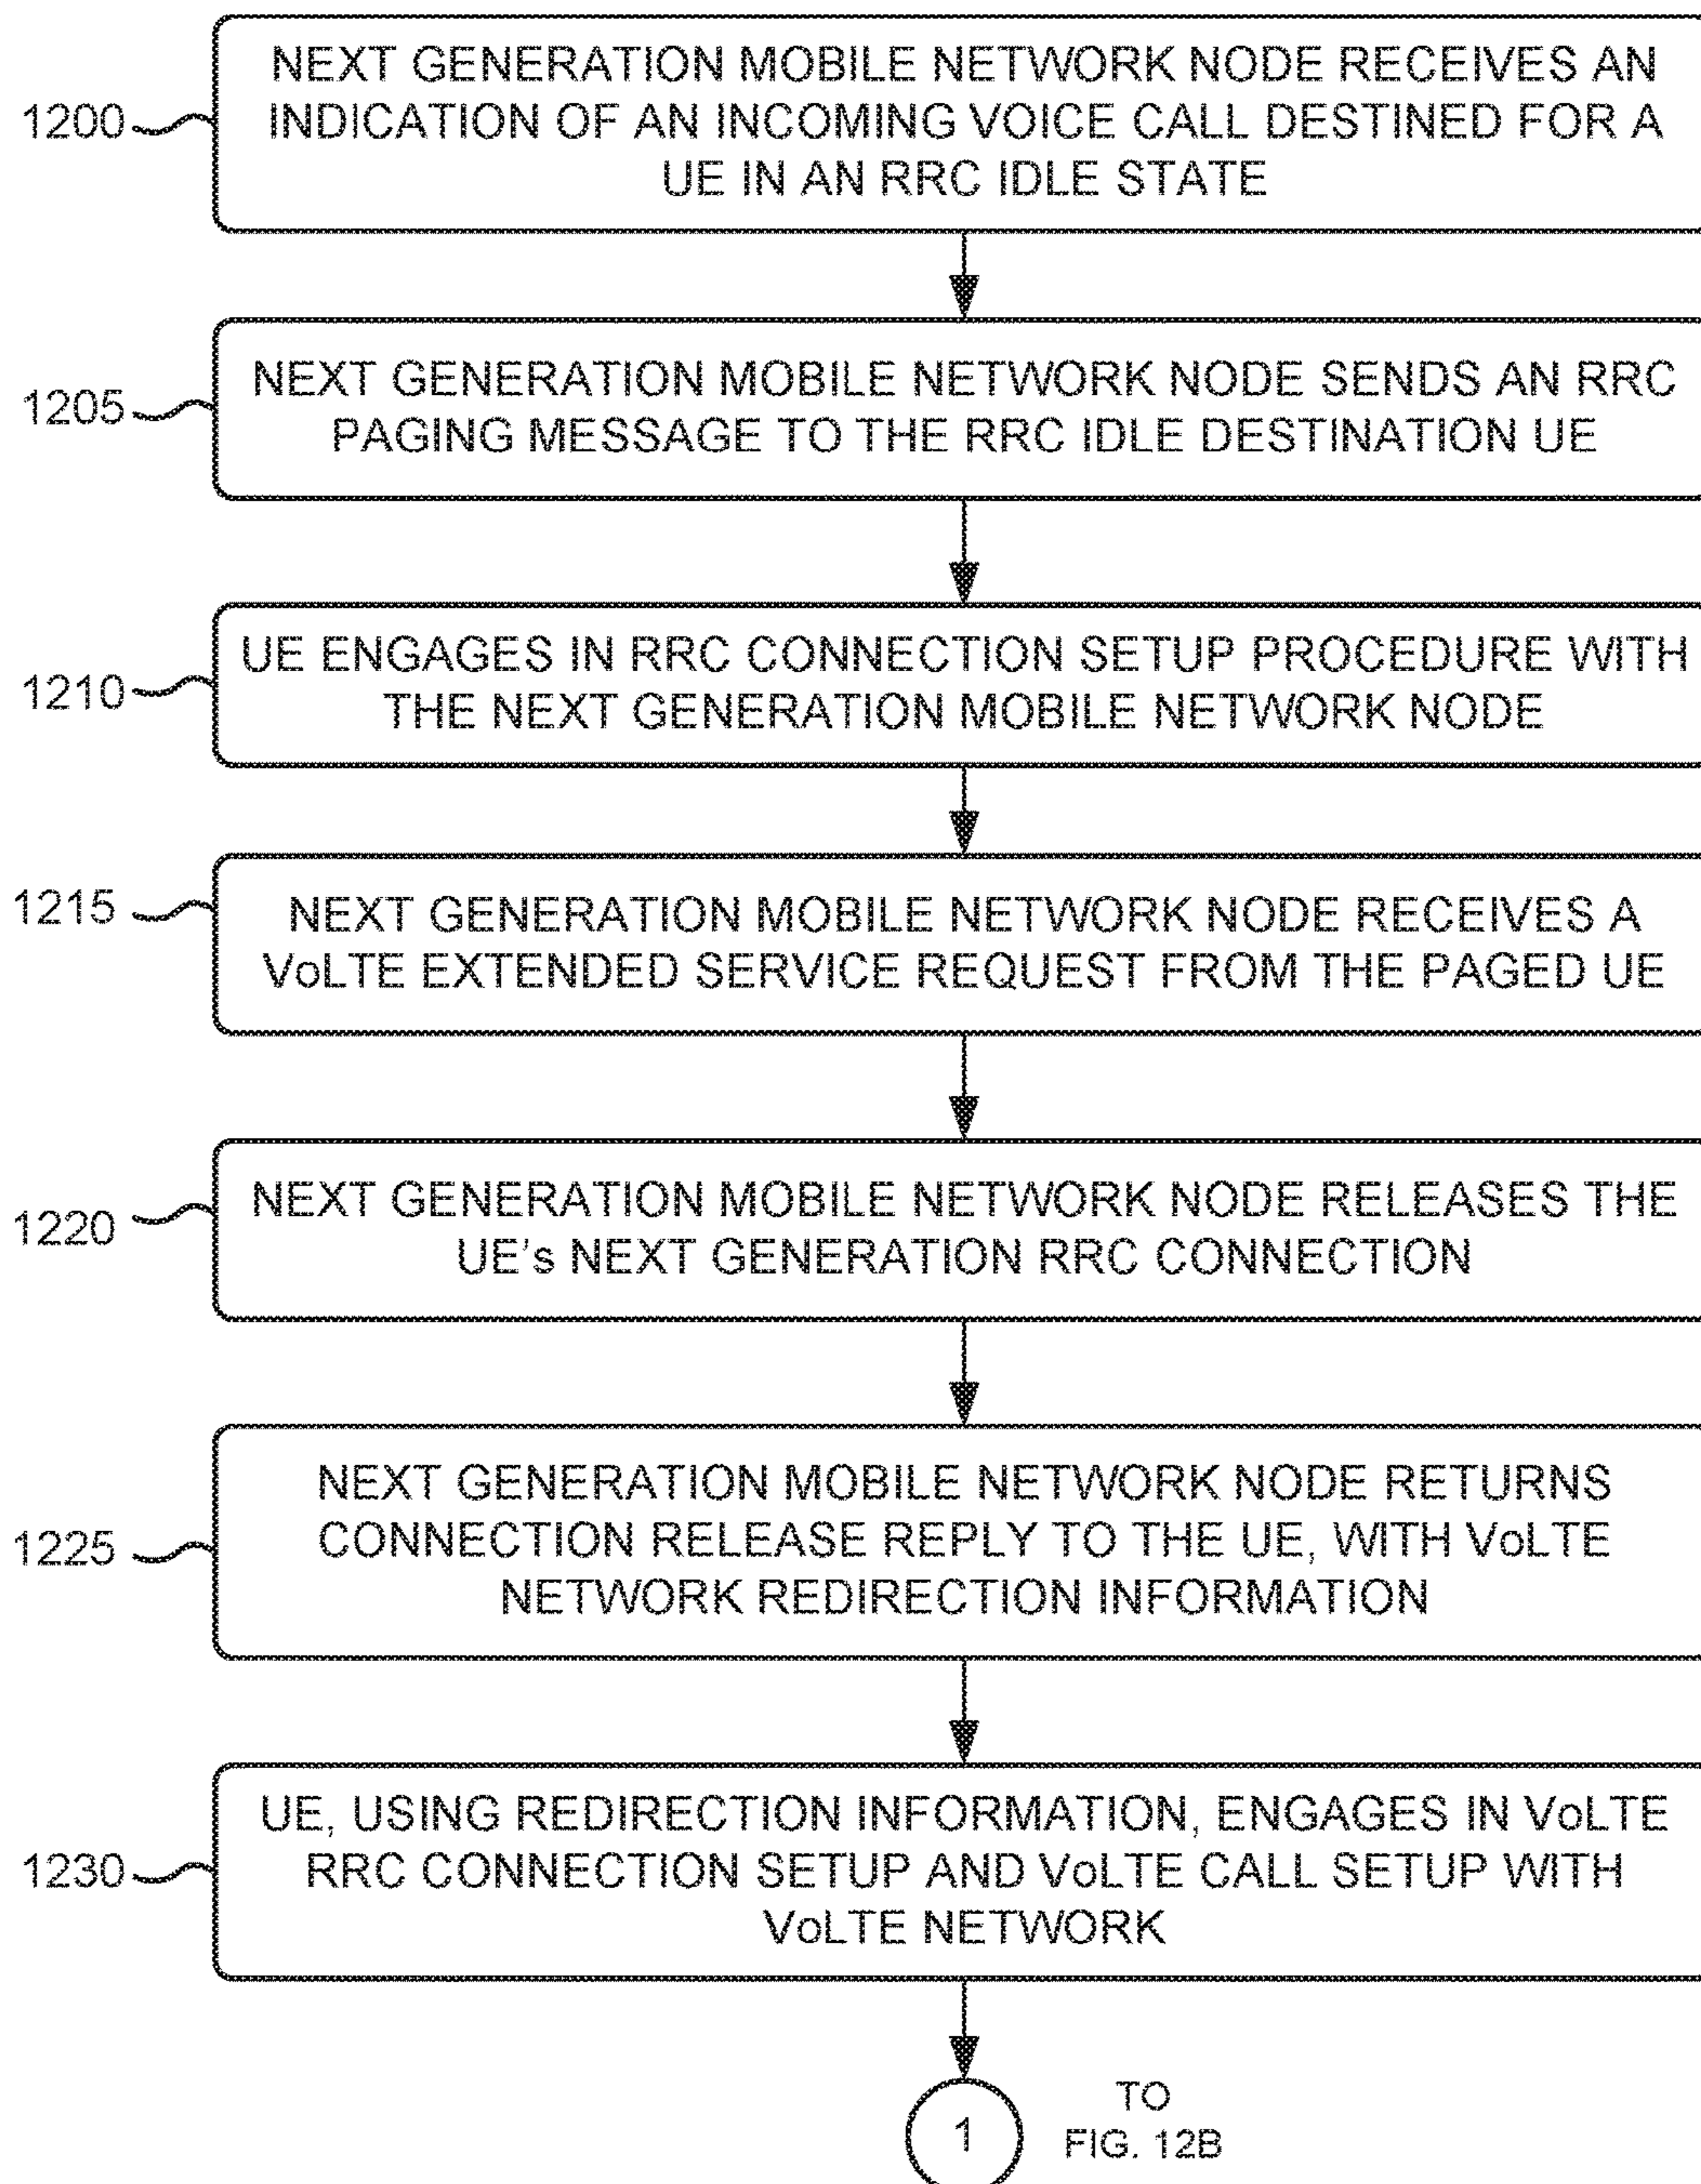 NEXT GENERATION MOBILE NETWORK NODE RECEIVES AN
1200
INDICATION OF AN INCOMING VOICE CALL DESTINED FOR A
UE IN AN RRC IDLE STATE
NEXT GENERATION MOBILE NETWORK NODE SENDS AN RRC
1205
PAGING MESSAGE TO THE RRC IDLE DESTINATION UE
UE ENGAGES IN RRC CONNECTION SETUP PROCEDURE WITH
1210
THE NEXT GENERATION MOBILE NETWORK NODE
1215
NEXT GENERATION MOBILE NETWORK NODE RECEIVES A
VoLTE EXTENDED SERVICE REQUEST FROM THE PAGED UE
NEXT GENERATION MOBILE NETWORK NODE RELEASES THE
1220
UE's NEXT GENERATION RRC CONNECTION
NEXT GENERATION MOBILE NETWORK NODE RETURNS
1225
CONNECTION RELEASE REPLY TO THE UE, WITH VoLTE
NETWORK REDIRECTION INFORMATION
UE, USING REDIRECTION INFORMATION, ENGAGES IN VoLTE
1230
RRC CONNECTION SETUP AND VoLTE CALL SETUP WITH
VoLTE NETWORK
1
TO
FIG. 12B